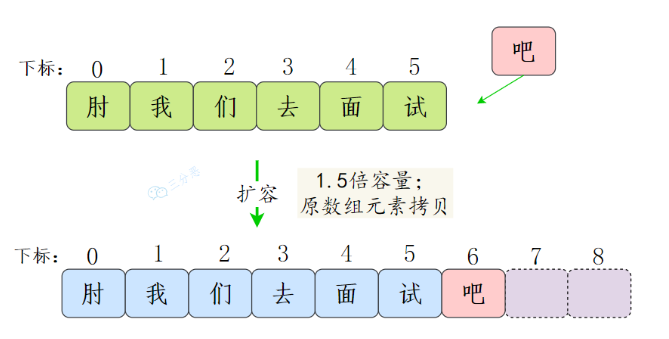 吧
下标： 0 1 2 3 4 5
肘 我 们 去 面 试
三分恶
扩容
1.5倍容量；
原数组元素拷贝
下标： 0 1 2 3 4 5 6 7 8
肘 我 们 去 面 试 吧